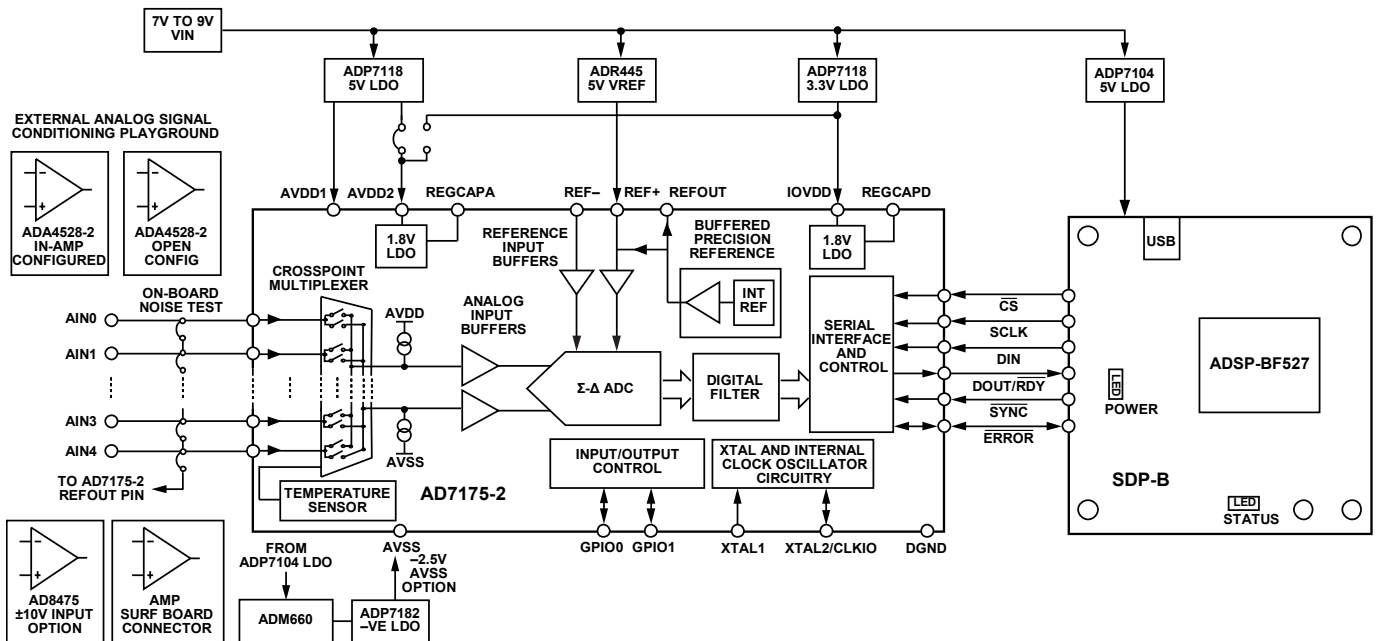 7V TO 9V
VIN
ADP7118
5V LDO
ADR445
5V VREF
ADP7118
3.3V LDO
ADP7104
5V LDO
EXTERNAL ANALOG SIGNAL
CONDITIONING PLAYGROUND
ADA4528-2
IN-AMP
CONFIGURED
ADA4528-2
OPEN
CONFIG
AVDD1
AVDD2
REGCAPA
REF–
REF+
REFOUT
IOVDD
REGCAPD
1.8V
LDO
REFERENCE
INPUT
BUFFERS
BUFFERED
PRECISION
REFERENCE
INT
REF
1.8V
LDO
USB
CROSSPOINT
MULTIPLEXER
ON-BOARD
NOISE TEST
AVDD
ANALOG
INPUT
BUFFERS
AIN0
AIN1
AIN3
AIN4
AVSS
Σ-Δ ADC
DIGITAL
FILTER
SERIAL
INTERFACE
AND
CONTROL
CS
SCLK
DIN
DOUT/RDY
SYNC
ERROR
LED
POWER
ADSP-BF527
SDP-B
LED
STATUS
TO AD7175-2
REFOUT PIN
TEMPERATURE
SENSOR
AD7175-2
INPUT/OUTPUT
CONTROL
XTAL AND INTERNAL
CLOCK OSCILLATOR
CIRCUITRY
AVSS
GPIO0
GPIO1
XTAL1
XTAL2/CLKIO
DGND
AD8475
±10V INPUT
OPTION
AMP
SURF BOARD
CONNECTOR
FROM
ADP7104 LDO
–2.5V
AVSS
OPTION
ADM660
ADP7182
–VE LDO